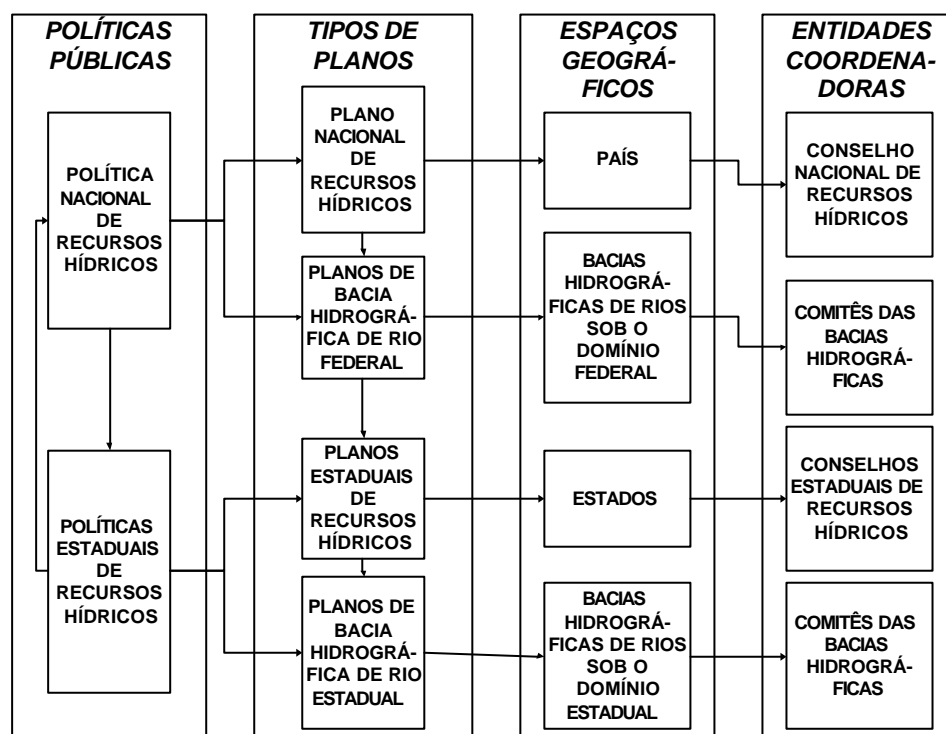 POLÍTICAS
PÚBLICAS
POLÍTICA
NACIONAL
DE
RECURSOS
HÍDRICOS
POLÍTICAS
ESTADUAIS
DE
RECURSOS
HÍDRICOS
TIPOS DE
PLANOS
PLANO
NACIONAL
DE
RECURSOS
HÍDRICOS
PLANOS DE
BACIA
HIDROGRÁ-
FICA DE RIO
FEDERAL
PLANOS
ESTADUAIS
DE
RECURSOS
HÍDRICOS
PLANOS DE
BACIA
HIDROGRÁ-
FICA DE RIO
ESTADUAL
ESPAÇOS
GEOGRÁ-
FICOS
PAÍS
BACIAS
HIDROGRÁ-
FICAS DE RIOS
SOB O
DOMÍNIO
FEDERAL
ESTADOS
BACIAS
HIDROGRÁ-
FICAS DE RIOS
SOB O
DOMÍNIO
ESTADUAL
ENTIDADES
COORDENA-
DORAS
CONSELHO
NACIONAL DE
RECURSOS
HÍDRICOS
COMITÊS DAS
BACIAS
HIDROGRÁ-
FICAS
CONSELHOS
ESTADUAIS DE
RECURSOS
HÍDRICOS
COMITÊS DAS
BACIAS
HIDROGRÁ-
FICAS